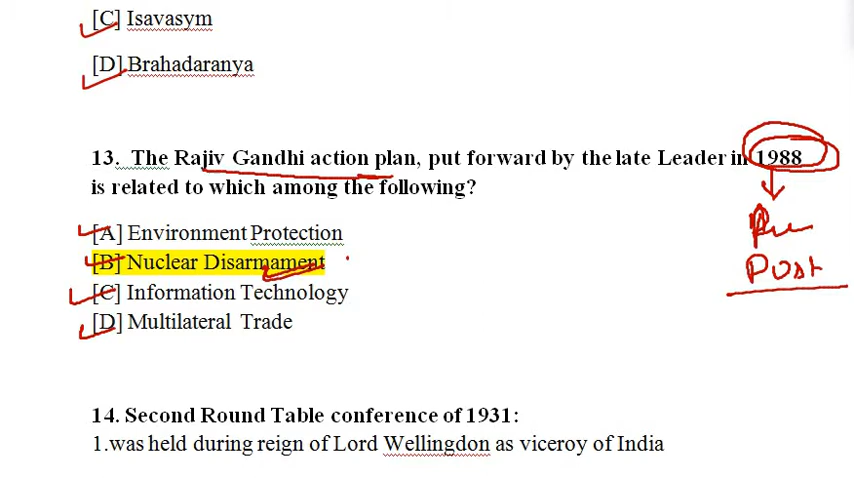 [C] Isavasym
[D] Brahadaranya
13. The Rajiv Gandhi action plan, put forward by the late Leader in 1988
is related to which among the following?
[A] Environment Protection
Pre
[B] Nuclear Disarmament
Post
[C] Information Technology
[D] Multilateral Trade
14. Second Round Table conference of 1931:
1.was held during reign of Lord Wellingdon as viceroy of India